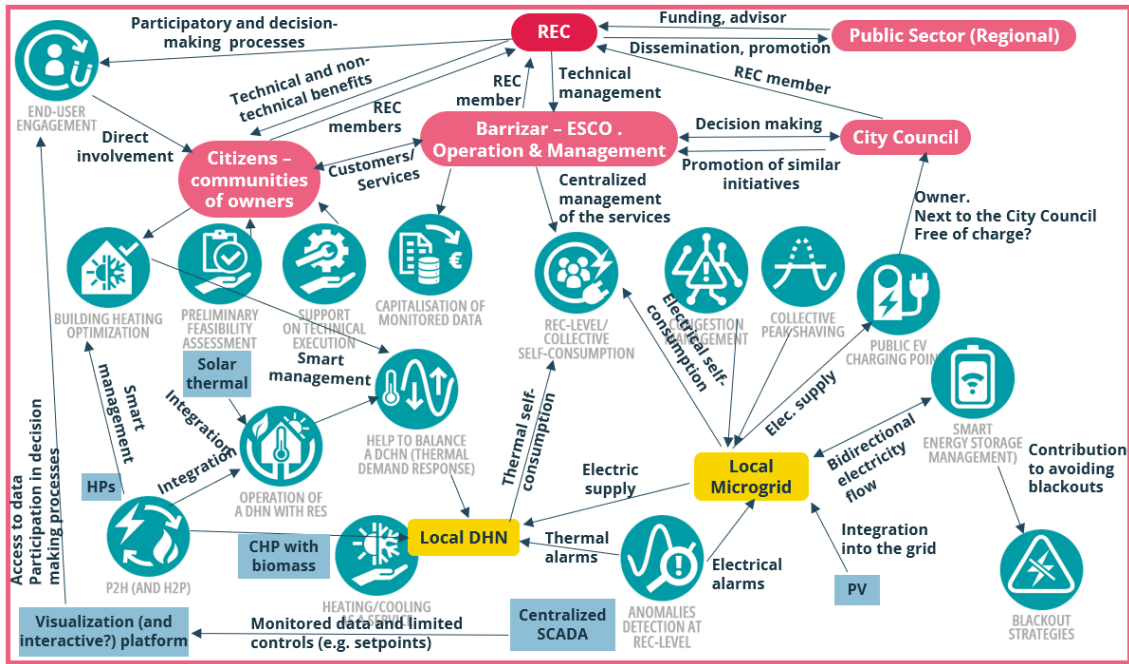 Participatory and decision-
making processes
REC
Funding, advisor
Dissemination, promotion
Public Sector (Regional)
END-USER
ENGAGEMENT
Direct
involvement
Technical and non-
technical benefits
REC
members
REC
member
Technical
management
REC member
Citizens –
communities
of owners
Customers/
Services
Barrizar – ESCO .
Operation & Management
Decision making
Promotion of similar
initiatives
City Council
Centralized
management
of the services
Owner.
Next to the City Council
Free of charge?
BUILDING HEATING
OPTIMIZATION
PRELIMINARY
FEASIBILITY
ASSESSMENT
SUPPORT
ON TECHNICAL
EXECUTION
CAPITALISATION OF
MONITORED DATA
REC-LEVEL/
COLLECTIVE
SELF-CONSUMPTION
CONGESTION
MANAGEMENT
Electrical self-
consumption
COLLECTIVE
PEAK SHAVING
PUBLIC EV
CHARGING POIN
Solar
thermal
Smart
management
Smart
management
Integration
Integration
HELP TO BALANCE
A DCHN (THERMAL
DEMAND RESPONSE)
Thermal self-
consumption
Elec. supply
SMART
ENERGY STORAGE
MANAGEMENT)
Bidirectional
electricity
flow
Contribution
to avoiding
blackouts
Local
Microgrid
Electric
supply
HPs
OPERATION OF
A DHN WITH RES
Access to data
Participation in decision
making processes
P2H (AND H2P)
CHP with
biomass
Local DHN
HEATING/COOLING
AS A SERVICE
Thermal
alarms
Electrical
alarms
Integration
into the grid
PV
ANOMALIES
DETECTION AT
REC-LEVEL
BLACKOUT
STRATEGIES
Visualization (and
interactive?) platform
Monitored data and limited
controls (e.g. setpoints)
Centralized
SCADA